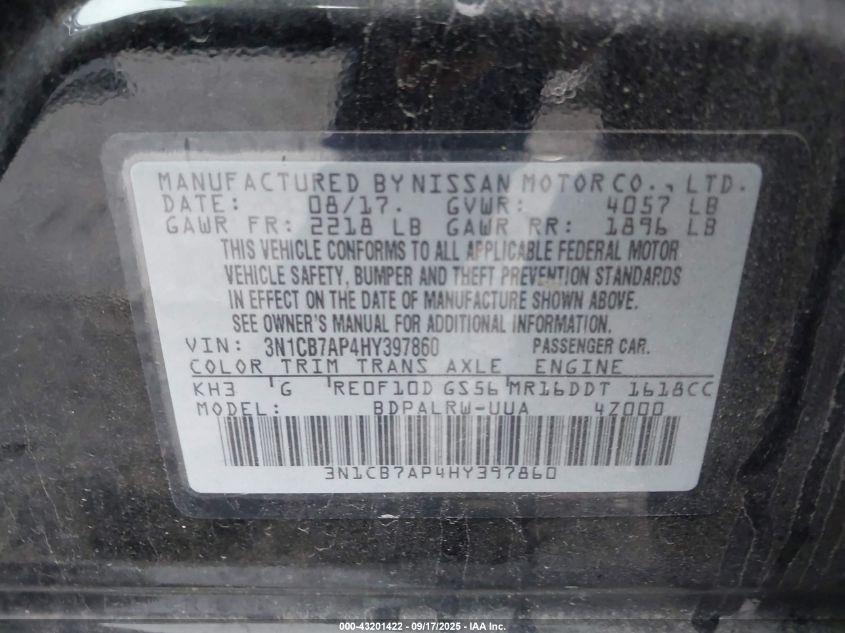 MANUFACTURED BY NISSAN MOTOR CO., LTD.
DATE: 08/17. GVWR: 4057 LB
GAWR FR: 2218 LB GAWR RR: 1896 LB
THIS VEHICLE CONFORMS TO ALL APPLICABLE FEDERAL MOTOR
VEHICLE SAFETY, BUMPER AND THEFT PREVENTION STANDARDS
IN EFFECT ON THE DATE OF MANUFACTURE SHOWN ABOVE.
SEE OWNER'S MANUAL FOR ADDITIONAL INFORMATION.
VIN: 3N1CB7AP4HY397860 PASSENGER CAR.
COLOR TRIM TRANS AXLE ENGINE
KH3 G RE0F10D GS56 MR16DDT 1618CC
MODEL: BDPALRW-UUA 4Z000
3N1CB7AP4HY397860
000-43201422 - 09/17/2025 - IAA Inc.